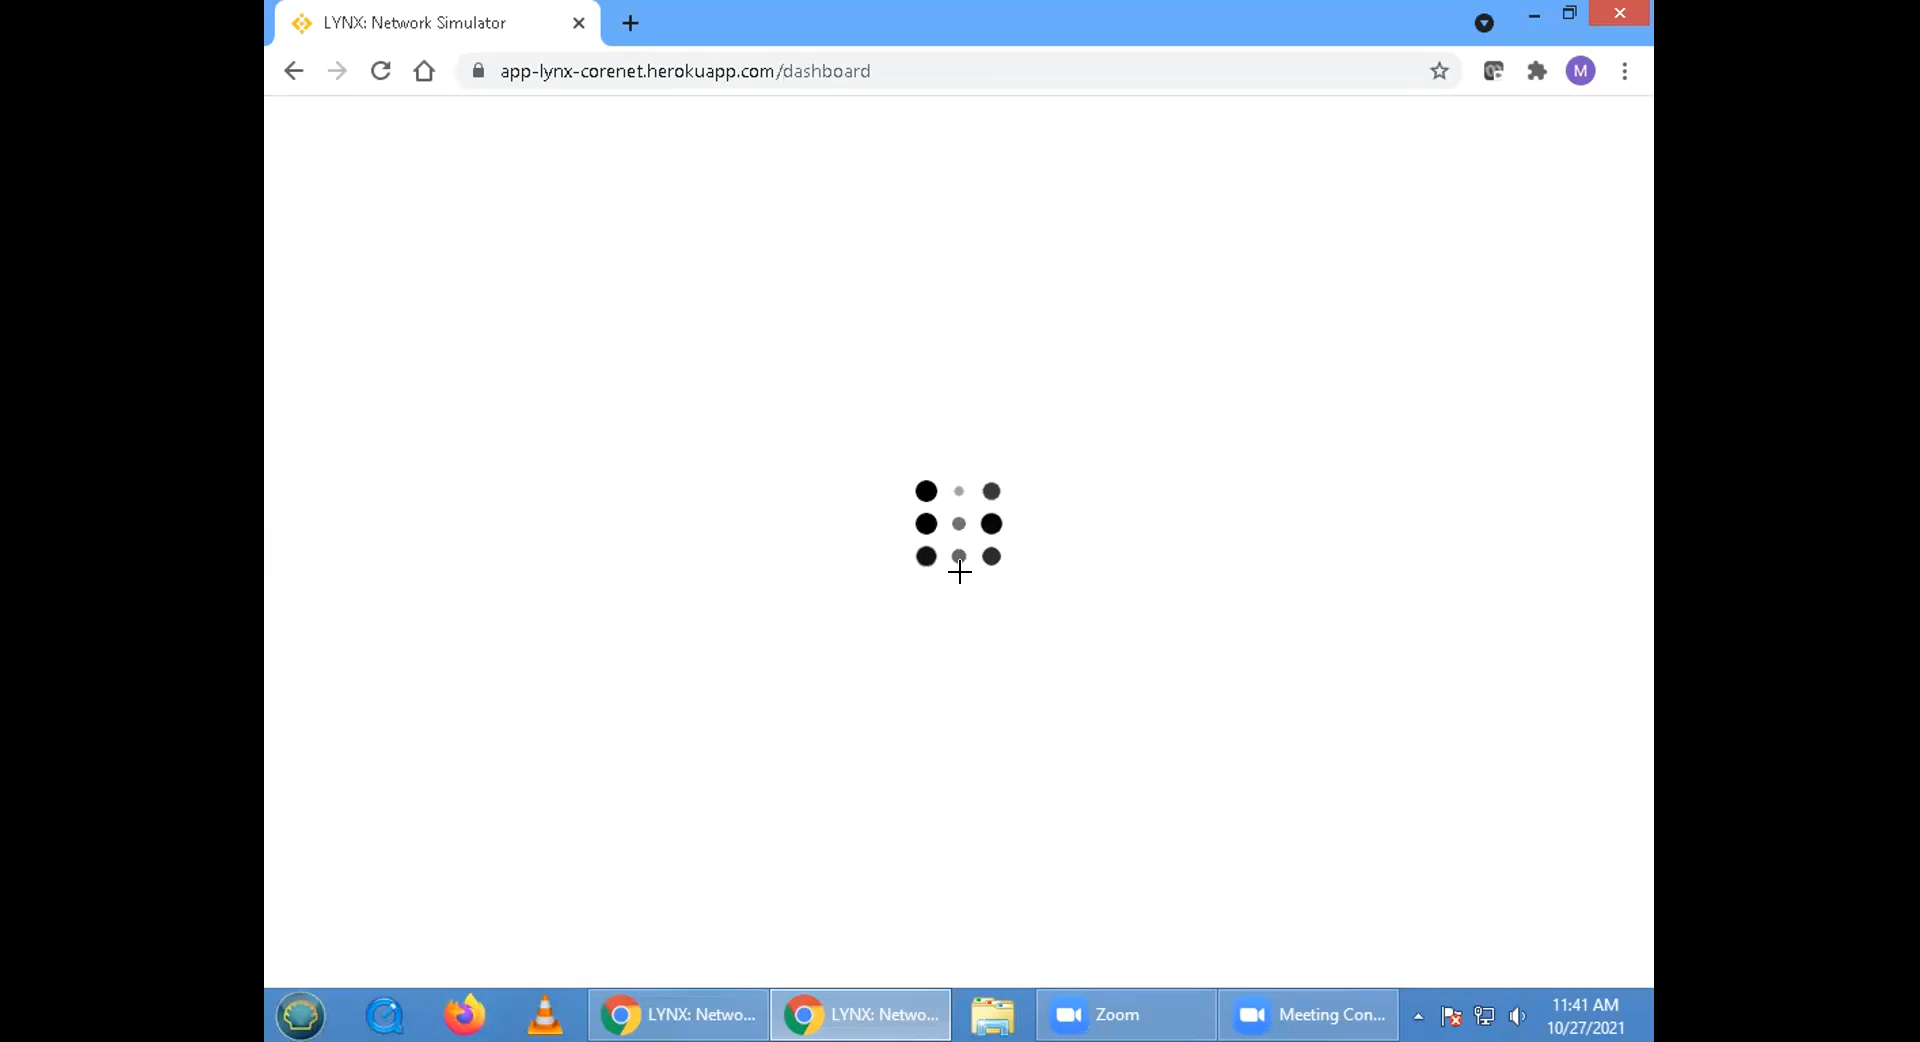 LYNX: Network Simulator
app-lynx-corenet.herokuapp.com/dashboard
M
LYNX: Netwo...
LYNX: Netwo...
Zoom
Meeting Con...
11:41 AM
10/27/2021